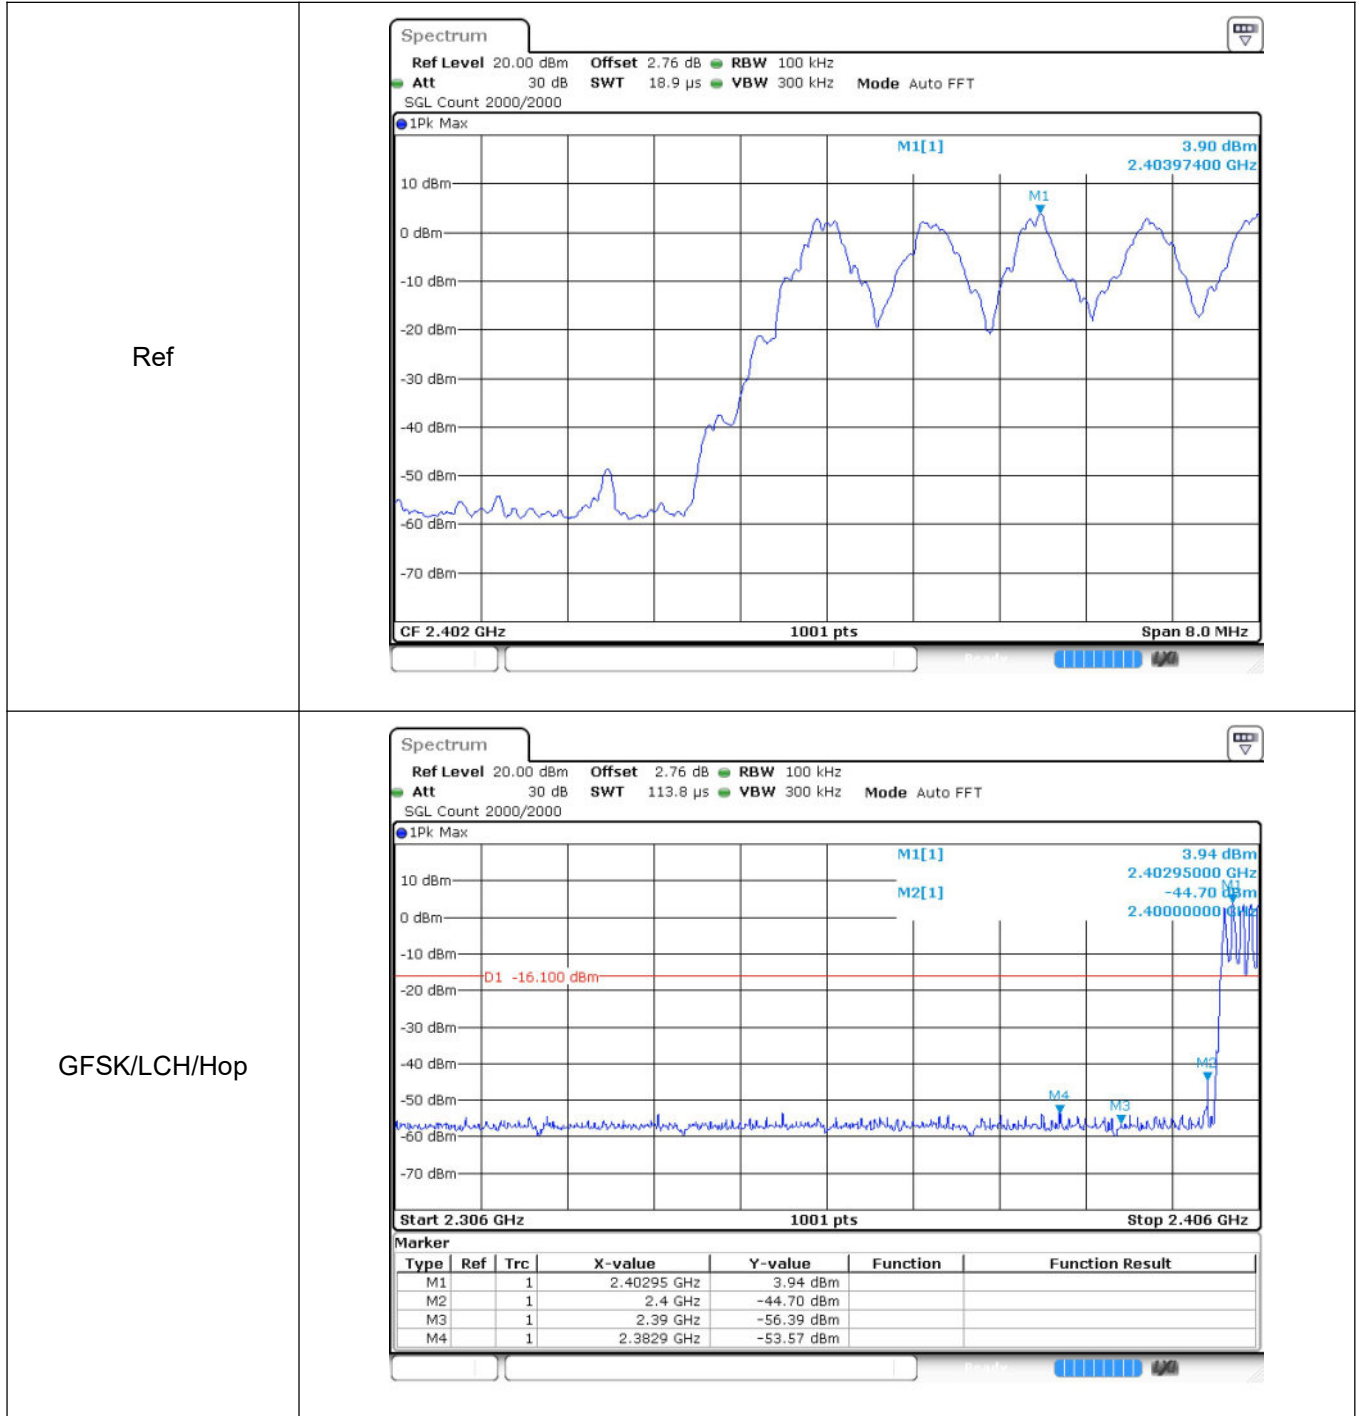 Ref
Spectrum
Ref Level 20.00 dBm Offset 2.76 dB RBW 100 kHz
Att 30 dB SWT 18.9 µs VBW 300 kHz Mode Auto FFT
SGL Count 2000/2000
1Pk Max
M1[1] 3.90 dBm
2.40397400 GHz
M1
10 dBm
0 dBm
-10 dBm
-20 dBm
-30 dBm
-40 dBm
-50 dBm
-60 dBm
-70 dBm
CF 2.402 GHz 1001 pts Span 8.0 MHz
Ready
GFSK/LCH/Hop
Spectrum
Ref Level 20.00 dBm Offset 2.76 dB RBW 100 kHz
Att 30 dB SWT 113.8 µs VBW 300 kHz Mode Auto FFT
SGL Count 2000/2000
1Pk Max
M1[1] 3.94 dBm
2.40295000 GHz
M1
M2[1] -44.70 dBm
2.40000000 GHz
10 dBm
0 dBm
-10 dBm
D1 -16.100 dBm
-20 dBm
-30 dBm
-40 dBm
M2
-50 dBm
M4
M3
-60 dBm
-70 dBm
Start 2.306 GHz 1001 pts Stop 2.406 GHz
Marker
Type Ref Trc X-value Y-value Function Function Result
M1 1 2.40295 GHz 3.94 dBm
M2 1 2.4 GHz -44.70 dBm
M3 1 2.39 GHz -56.39 dBm
M4 1 2.3829 GHz -53.57 dBm
Ready